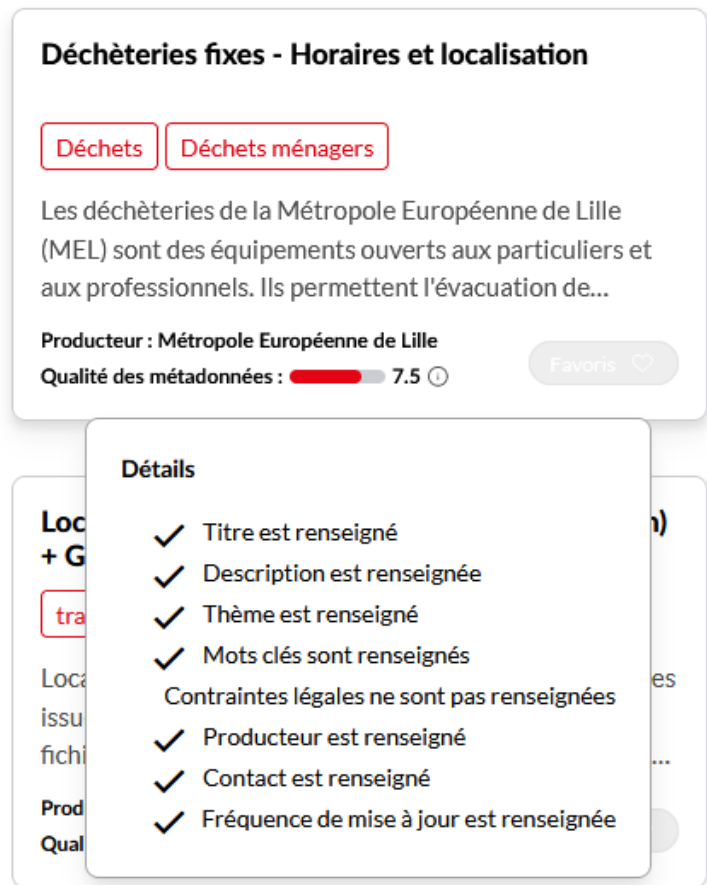 Déchèteries fixes - Horaires et localisation
Déchets Déchets ménagers
Les déchèteries de la Métropole Européenne de Lille
(MEL) sont des équipements ouverts aux particuliers et
aux professionnels. Ils permettent l'évacuation de...
Producteur : Métropole Européenne de Lille
Qualité des métadonnées : 7.5
Favoris
Détails
Titre est renseigné
Description est renseignée
Thème est renseigné
Mots clés sont renseignés
Contraintes légales ne sont pas renseignées
Producteur est renseigné
Contact est renseigné
Fréquence de mise à jour est renseignée